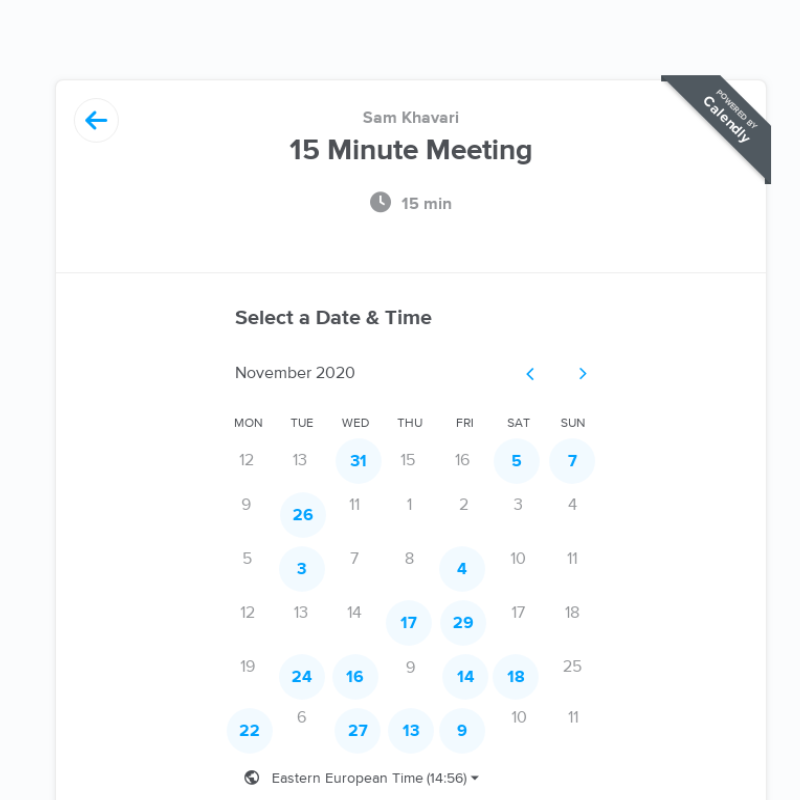 POWERED BY
Calendly
Sam Khavari
15 Minute Meeting
15 min
Select a Date & Time
November 2020
MON TUE WED THU FRI SAT SUN
12 13 31 15 16 5 7
9 26 11 1 2 3 4
5 3 7 8 4 10 11
12 13 14 17 29 17 18
19 24 16 9 14 18 25
22 6 27 13 9 10 11
Eastern European Time (14:56)